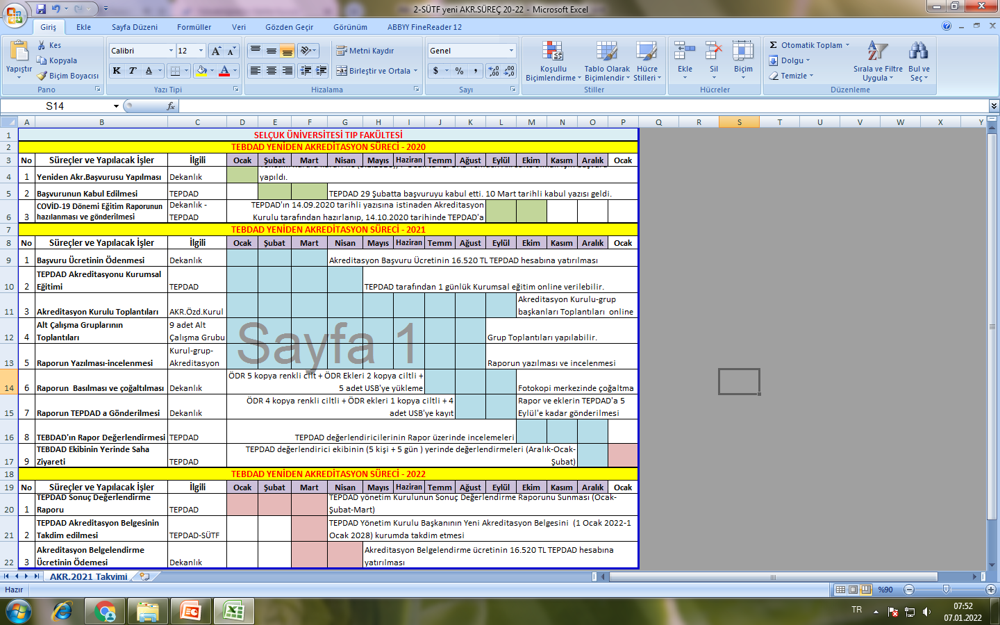 2-SÜTF yeni AKR.SÜREÇ 20-22 - Microsoft Excel
Giriş Ekle Sayfa Düzeni Formüller Veri Gözden Geçir Görünüm ABBYY FineReader 12
Yapıştır Kes Kopyala Biçim Boyacısı
Calibri 12
K T A A
Metni Kaydır
Birleştir ve Ortala
Genel
$ % ,
Koşullu Biçimlendirme Tablo Olarak Biçimlendir Hücre Stilleri
Ekle Sil Biçim
Σ Otomatik Toplam
Dolgu
Temizle
Sırala ve Filtre Uygula Bul ve Seç
Pano Yazı Tipi Hizalama Sayı Stiller Hücreler Düzenleme
S14 fx
A B C D E F G H I J K L M N O P Q R S T U V W X Y
1 SELÇUK ÜNİVERSİTESİ TIP FAKÜLTESİ
2 TEBDAD YENİDEN AKREDİTASYON SÜRECİ - 2020
3 No Süreçler ve Yapılacak İşler İlgili Ocak Şubat Mart Nisan Mayıs Haziran Temm Ağust Eylül Ekim Kasım Aralık Ocak
4 1 Yeniden Akr.Başvurusu Yapılması Dekanlık
yapıldı.
5 2 Başvurunun Kabul Edilmesi TEPDAD TEPDAD 29 Şubatta başvuruyu kabul etti. 10 Mart tarihli kabul yazısı geldi.
6 3 COVİD-19 Dönemi Eğitim Raporunun
hazılanması ve gönderilmesi
Dekanlık -
TEPDAD
TEPDAD'ın 14.09.2020 tarihli yazısına istinaden Akreditasyon
Kurulu tarafından hazırlanıp, 14.10.2020 tarihinde TEPDAD'a
7 TEBDAD YENİDEN AKREDİTASYON SÜRECİ - 2021
8 No Süreçler ve Yapılacak İşler İlgili Ocak Şubat Mart Nisan Mayıs Haziran Temm Ağust Eylül Ekim Kasım Aralık Ocak
9 1 Başvuru Ücretinin Ödenmesi Dekanlık Akreditasyon Başvuru Ücretinin 16.520 TL TEPDAD hesabına yatırılması
10 2 TEPDAD Akreditasyonu Kurumsal
Eğitimi
TEPDAD TEPDAD tarafından 1 günlük Kurumsal eğitim online verilebilir.
11 3 Akreditasyon Kurulu Toplantıları AKR.Özd.Kurul
Akreditasyon Kurulu-grup
başkanları Toplantıları online
12 4 Alt Çalışma Gruplarının
Toplantıları
9 adet Alt
Çalışma Grubu
Grup Toplantıları yapılabilir.
Sayfa 1
13 5 Raporun Yazılması-incelenmesi
Kurul-grup-
Akreditasyon
Raporun yazılması ve incelenmesi
14 6 Raporun Basılması ve çoğaltılması Dekanlık
ÖDR 5 kopya renkli cilt + ÖDR Ekleri 2 kopya ciltli +
5 adet USB'ye yükleme
Fotokopi merkezinde çoğaltma
15 7 Raporun TEPDAD a Gönderilmesi Dekanlık
ÖDR 4 kopya renkli ciltli + ÖDR ekleri 1 kopya ciltli + 4
adet USB'ye kayıt
Rapor ve eklerin TEPDAD'a 5
Eylül'e kadar gönderilmesi
16 8 TEBDAD'ın Rapor Değerlendirmesi TEPDAD TEPDAD değerlendiricilerinin Rapor üzerinde incelemeleri
17 9 TEBDAD Ekibinin Yerinde Saha
Ziyareti
TEPDAD
TEPDAD değerlendirici ekibinin (5 kişi + 5 gün ) yerinde değerlendirmeleri (Aralık-Ocak-
Şubat)
18 TEBDAD YENİDEN AKREDİTASYON SÜRECİ - 2022
19 No Süreçler ve Yapılacak İşler İlgili Ocak Şubat Mart Nisan Mayıs Haziran Temm Ağust Eylül Ekim Kasım Aralık Ocak
20 1 TEPDAD Sonuç Değerlendirme
Raporu
TEPDAD
TEPDAD yönetim Kurulunun Sonuç Değerlendirme Raporunu Sunması (Ocak-
Şubat-Mart)
21 2 TEPDAD Akreditasyon Belgesinin
Takdim edilmesi
TEPDAD-SÜTF
TEPDAD Yönetim Kurulu Başkanının Yeni Akreditasyon Belgesini (1 Ocak 2022-1
Ocak 2028) kurumda takdim etmesi
22 3 Akreditasyon Belgelendirme
Ücretinin Ödemesi
Dekanlık
Akreditasyon Belgelendirme ücretinin 16.520 TL TEPDAD hesabına
yatırılması
AKR.2021 Takvimi
Hazır %90
TR 07:52
07.01.2022